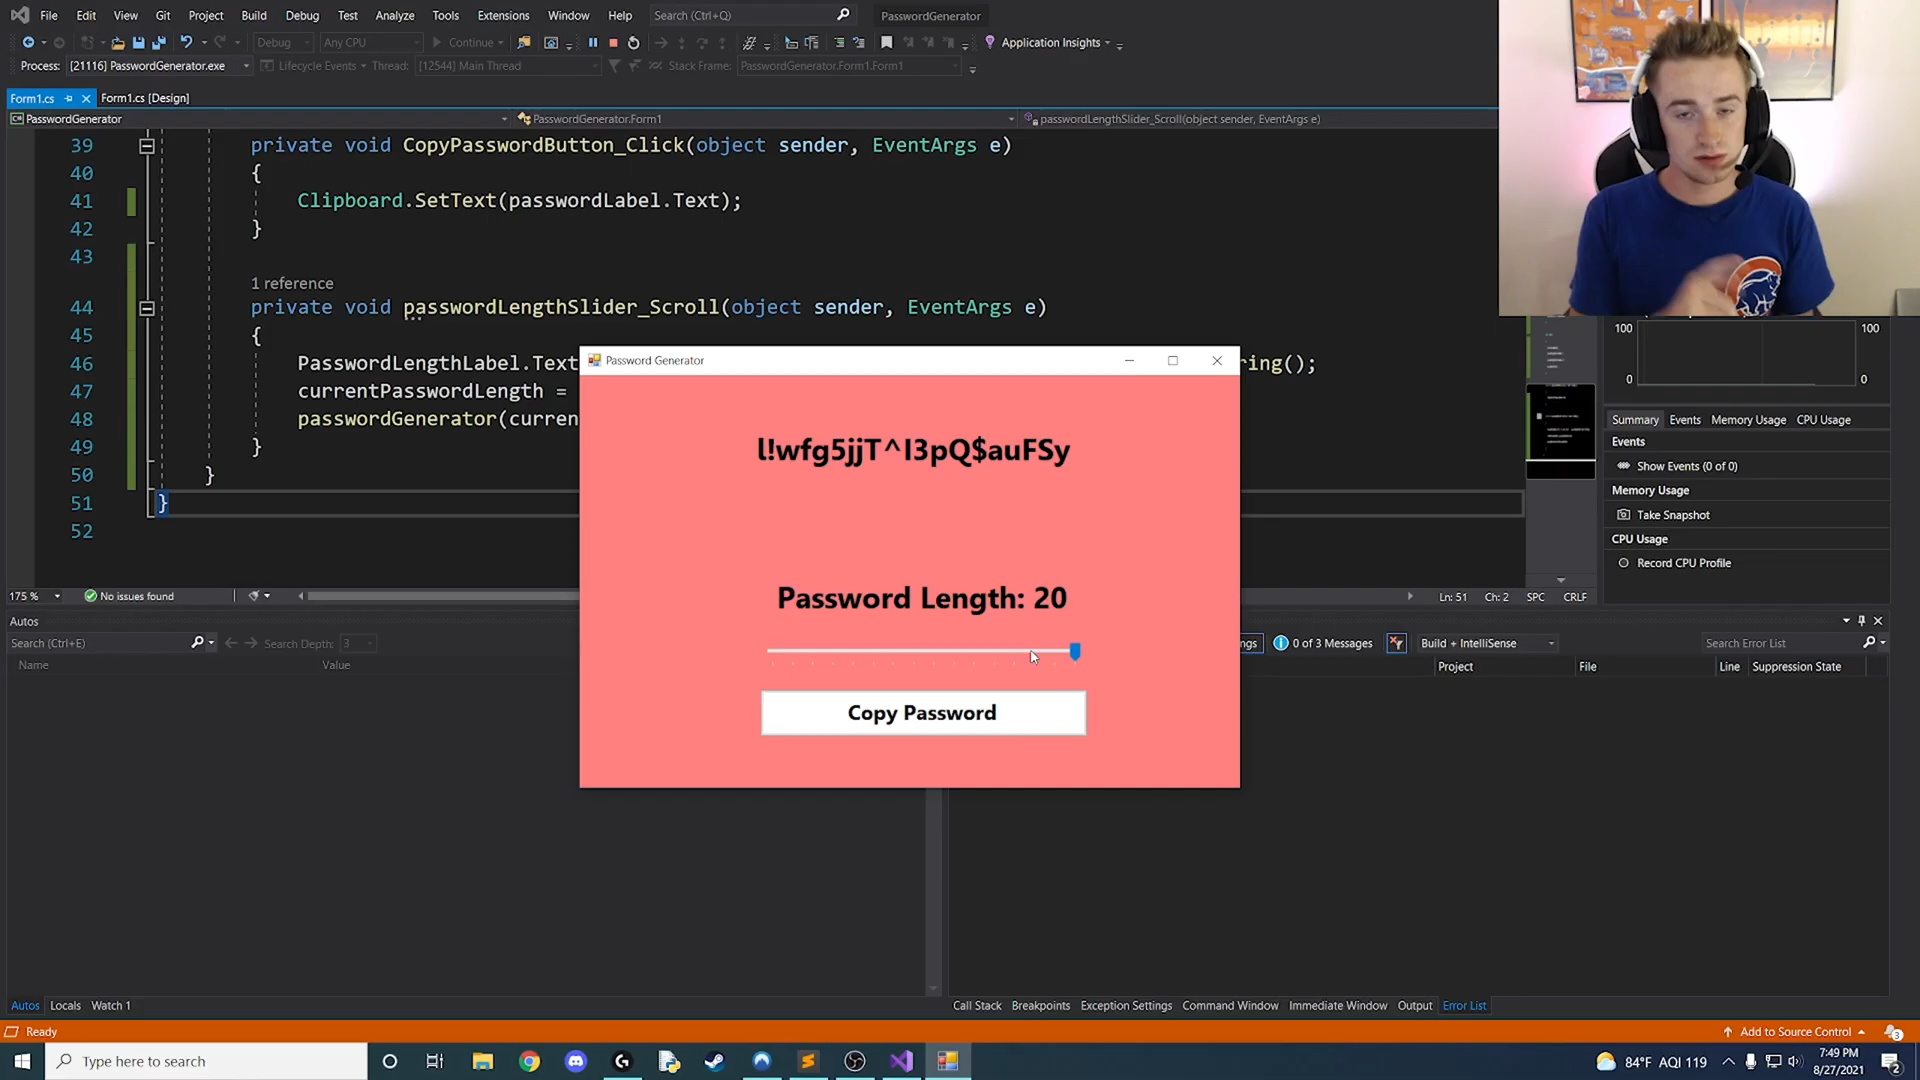 File Edit View Git Project Build Debug Test Analyze Tools Extensions Window Help Search (Ctrl+Q) PasswordGenerator
Debug Any CPU Continue Application Insights
Process: [21116] PasswordGenerator.exe Lifecycle Events Thread: [12544] Main Thread Stack Frame: PasswordGenerator.Form1.Form1
Form1.cs Form1.cs [Design]
PasswordGenerator PasswordGenerator.Form1 passwordLengthSlider_Scroll(object sender, EventArgs e)
39 private void CopyPasswordButton_Click(object sender, EventArgs e)
40 {
41 Clipboard.SetText(passwordLabel.Text);
42 }
43
1 reference
44 private void passwordLengthSlider_Scroll(object sender, EventArgs e)
45 {
46 PasswordLengthLabel.Text ring();
47 currentPasswordLength =
48 passwordGenerator(curren
49 }
50 }
51 }
52
Password Generator
l!wfg5jjT^I3pQ$auFSy
Password Length: 20
Copy Password
100 100
0 0
Summary Events Memory Usage CPU Usage
Events
Show Events (0 of 0)
Memory Usage
Take Snapshot
CPU Usage
Record CPU Profile
175 % No issues found Ln: 51 Ch: 2 SPC CRLF
Autos
Search (Ctrl+E) Search Depth: 3
Name Value
ngs 0 of 3 Messages Build + IntelliSense Search Error List
Project File Line Suppression State
Autos Locals Watch 1
Call Stack Breakpoints Exception Settings Command Window Immediate Window Output Error List
Ready Add to Source Control 3
Type here to search
84°F AQI 119 7:49 PM
8/27/2021 2